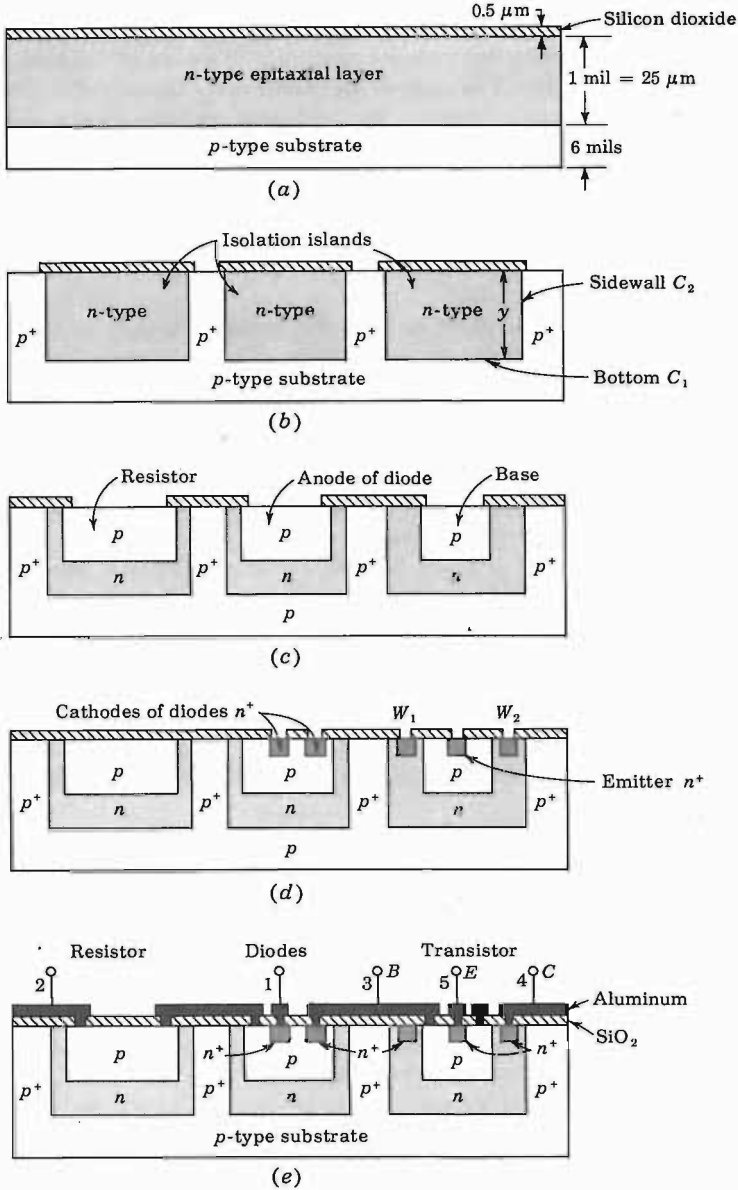 0.5 μm
Silicon dioxide
n-type epitaxial layer
1 mil = 25 μm
p-type substrate
6 mils
(a)
Isolation islands
Sidewall C₂
n-type
n-type
n-type
y
p⁺
p⁺
p⁺
p⁺
p-type substrate
Bottom C₁
(b)
Resistor
Anode of diode
Base
p
p
p
p⁺
p⁺
p⁺
p⁺
n
n
n
p
(c)
Cathodes of diodes n⁺
W₁
W₂
p
p
p
Emitter n⁺
p⁺
p⁺
p⁺
p⁺
n
n
n
p
(d)
Resistor
Diodes
Transistor
2
1
3
B
5
E
4
C
Aluminum
SiO₂
p
n⁺
p
n⁺
p
n⁺
p⁺
p⁺
p⁺
p⁺
n
n
n
p-type substrate
(e)